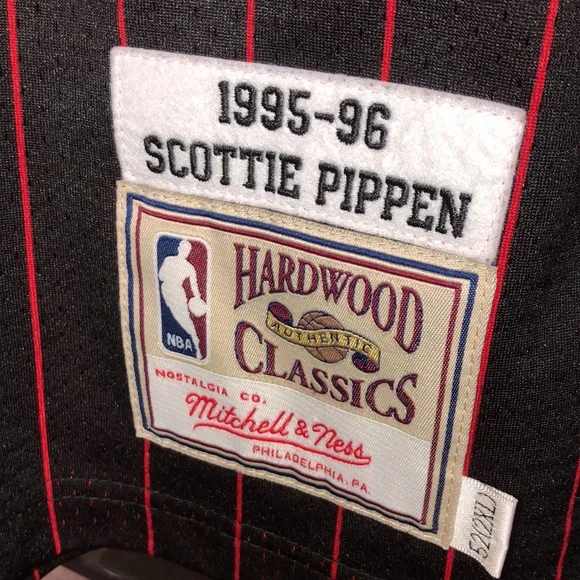 1995-96
SCOTTIE PIPPEN
HARDWOOD
AUTHENTIC
CLASSICS
NBA
NOSTALGIA CO.
Mitchell & Ness
PHILADELPHIA, PA.
52(2XL)